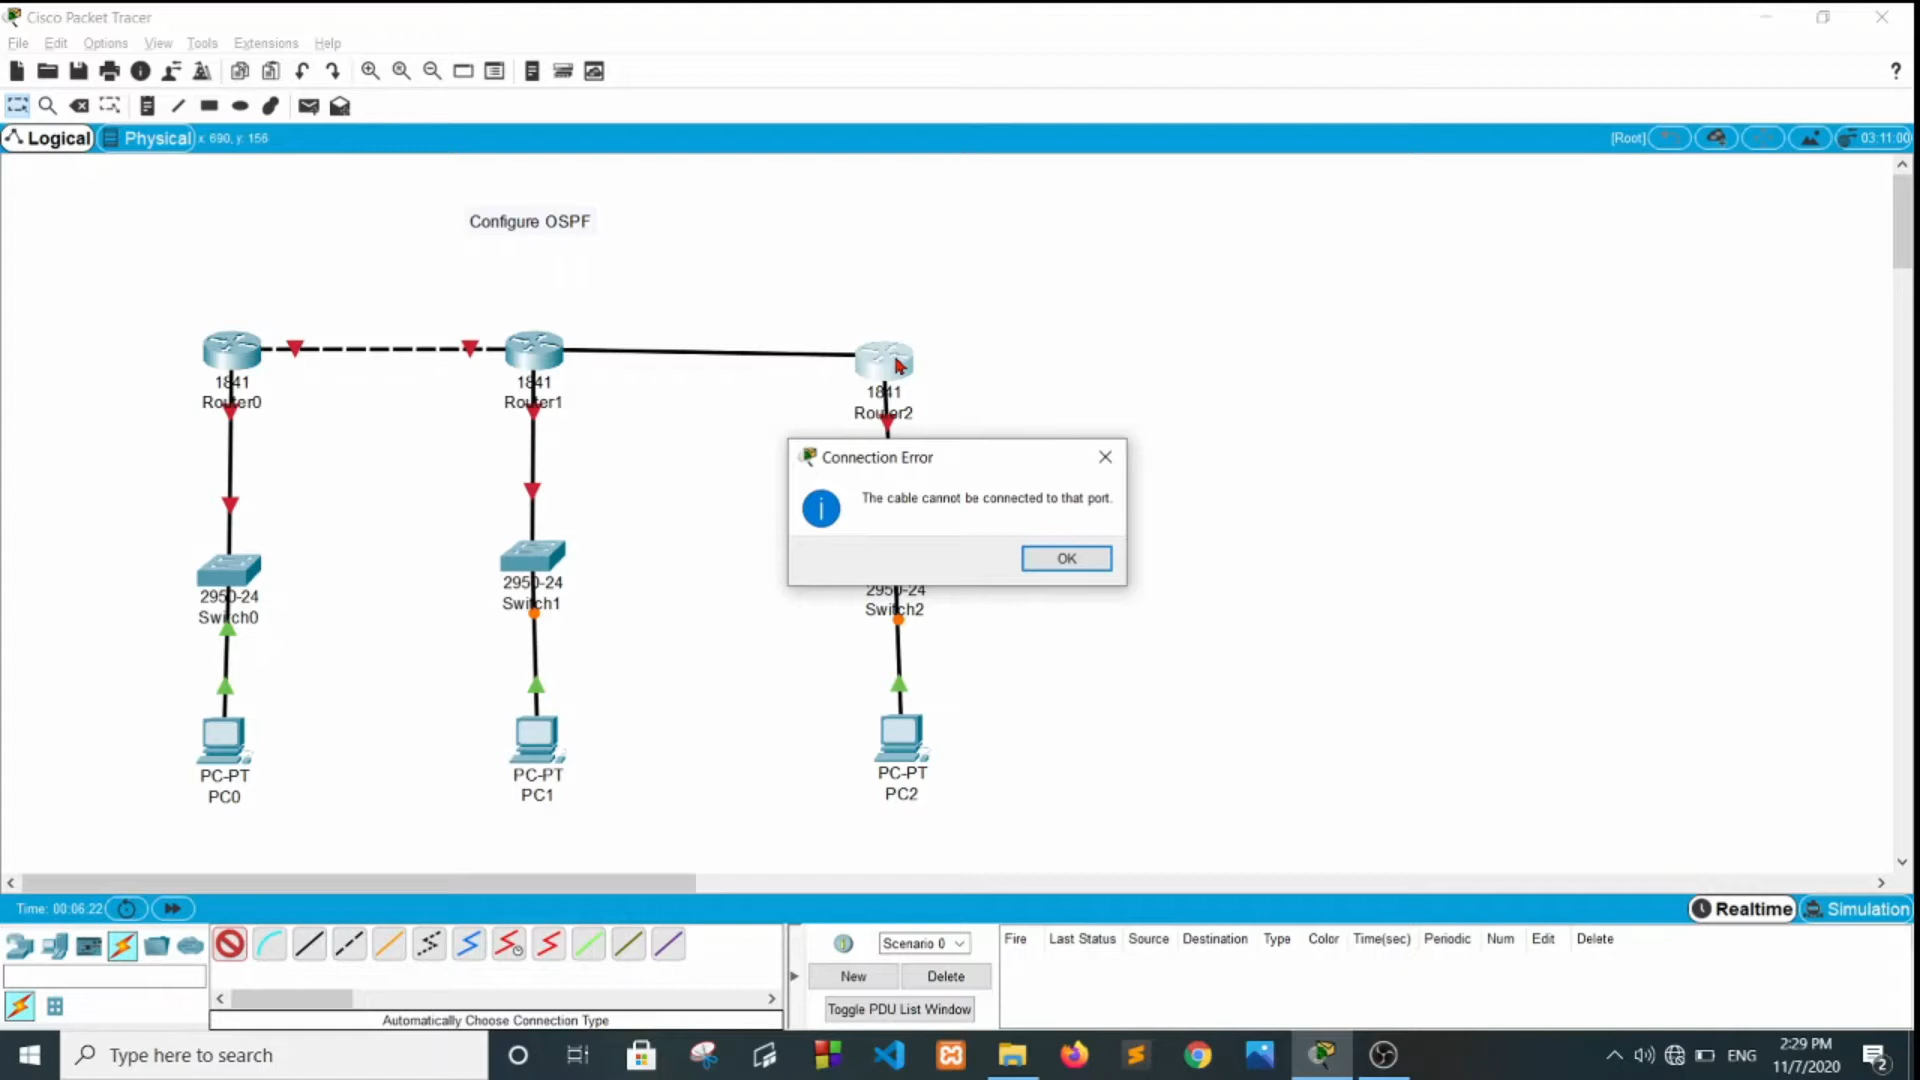 Cisco Packet Tracer
File Edit Options View Tools Extensions Help
?
Logical Physical x: 690, y: 156 [Root] 03:11:00
Configure OSPF
1841
Router0
1841
Router1
1841
Router2
Connection Error
The cable cannot be connected to that port.
OK
2950-24
Switch0
2950-24
Switch1
2950-24
Switch2
PC-PT
PC0
PC-PT
PC1
PC-PT
PC2
Time: 00:06:22 Realtime Simulation
Scenario 0
New Delete
Toggle PDU List Window
Fire Last Status Source Destination Type Color Time(sec) Periodic Num Edit Delete
Automatically Choose Connection Type
Type here to search
ENG
2:29 PM
11/7/2020
2